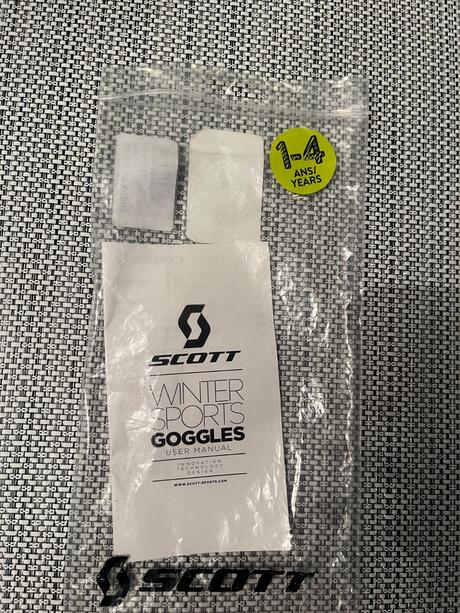 1-4
ANS/
YEARS
SCOTT
WINTER
SPORTS
GOGGLES
USER MANUAL
INNOVATION
TECHNOLOGY
DESIGN
WWW.SCOTT-SPORTS.COM
SCOTT